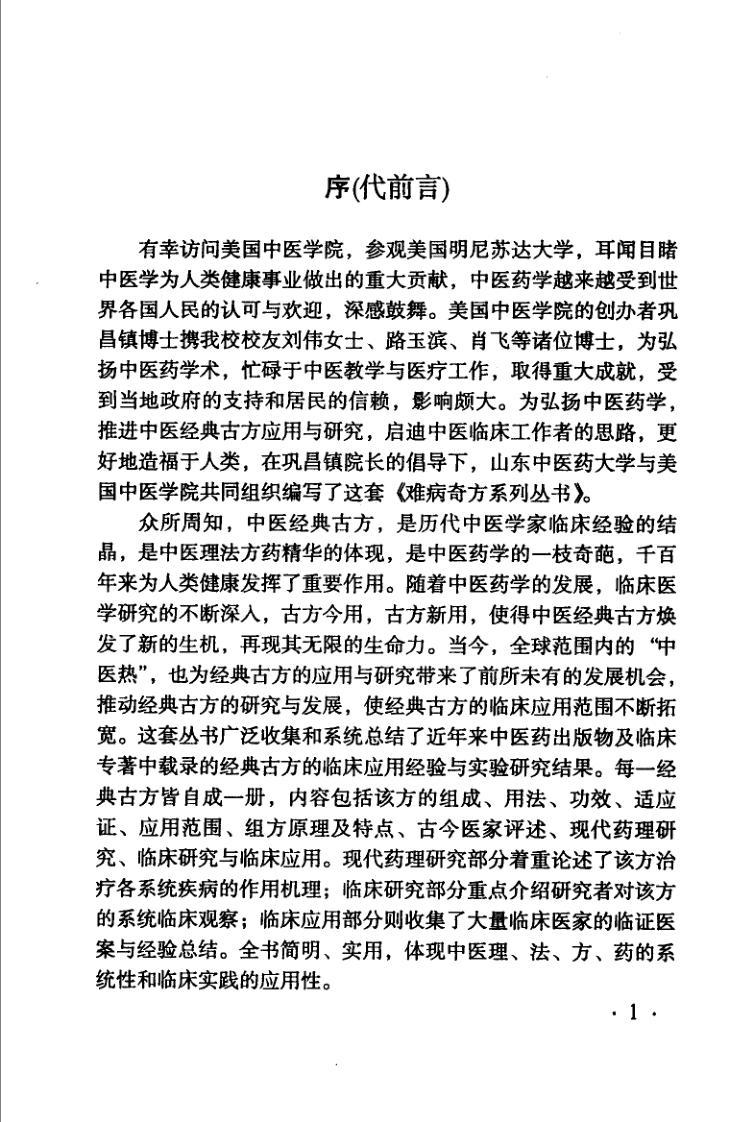 序(代前言)
有幸访问美国中医学院，参观美国明尼苏达大学，耳闻目睹
中医学为人类健康事业做出的重大贡献，中医药学越来越受到世
界各国人民的认可与欢迎，深感鼓舞。美国中医学院的创办者巩
昌镇博士携我校校友刘伟女士、路玉滨、肖飞等诸位博士，为弘
扬中医药学术，忙碌于中医教学与医疗工作，取得重大成就，受
到当地政府的支持和居民的信赖，影响颇大。为弘扬中医药学，
推进中医经典古方应用与研究，启迪中医临床工作者的思路，更
好地造福于人类，在巩昌镇院长的倡导下，山东中医药大学与美
国中医学院共同组织编写了这套《难病奇方系列丛书》。
众所周知，中医经典古方，是历代中医学家临床经验的结
晶，是中医理法方药精华的体现，是中医药学的一枝奇葩，千百
年来为人类健康发挥了重要作用。随着中医药学的发展，临床医
学研究的不断深入，古方今用，古方新用，使得中医经典古方焕
发了新的生机，再现其无限的生命力。当今，全球范围内的“中
医热”，也为经典古方的应用与研究带来了前所未有的发展机会，
推动经典古方的研究与发展，使经典古方的临床应用范围不断拓
宽。这套丛书广泛收集和系统总结了近年来中医药出版物及临床
专著中载录的经典古方的临床应用经验与实验研究结果。每一经
典古方皆自成一册，内容包括该方的组成、用法、功效、适应
证、应用范围、组方原理及特点、古今医家评述、现代药理研
究、临床研究与临床应用。现代药理研究部分着重论述了该方治
疗各系统疾病的作用机理；临床研究部分重点介绍研究者对该方
的系统临床观察；临床应用部分则收集了大量临床医家的临证医
案与经验总结。全书简明、实用，体现中医理、法、方、药的系
统性和临床实践的应用性。
· 1 ·